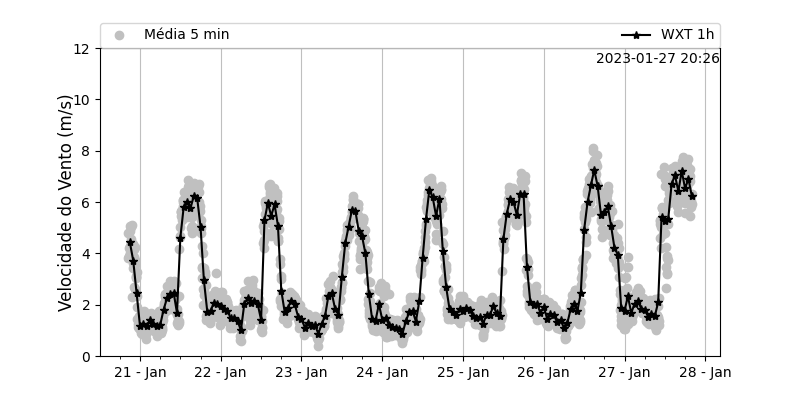 Média 5 min
WXT 1h
2023-01-27 20:26
Velocidade do Vento (m/s)
12
10
8
6
4
2
0
21 - Jan
22 - Jan
23 - Jan
24 - Jan
25 - Jan
26 - Jan
27 - Jan
28 - Jan